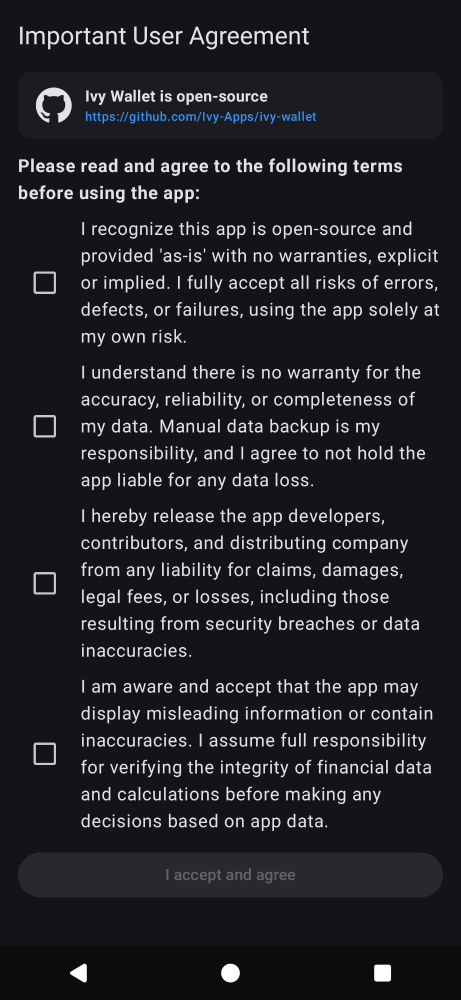 Important User Agreement
Ivy Wallet is open-source
https://github.com/Ivy-Apps/ivy-wallet
Please read and agree to the following terms
before using the app:
I recognize this app is open-source and
provided 'as-is' with no warranties, explicit
or implied. I fully accept all risks of errors,
defects, or failures, using the app solely at
my own risk.
I understand there is no warranty for the
accuracy, reliability, or completeness of
my data. Manual data backup is my
responsibility, and I agree to not hold the
app liable for any data loss.
I hereby release the app developers,
contributors, and distributing company
from any liability for claims, damages,
legal fees, or losses, including those
resulting from security breaches or data
inaccuracies.
I am aware and accept that the app may
display misleading information or contain
inaccuracies. I assume full responsibility
for verifying the integrity of financial data
and calculations before making any
decisions based on app data.
I accept and agree